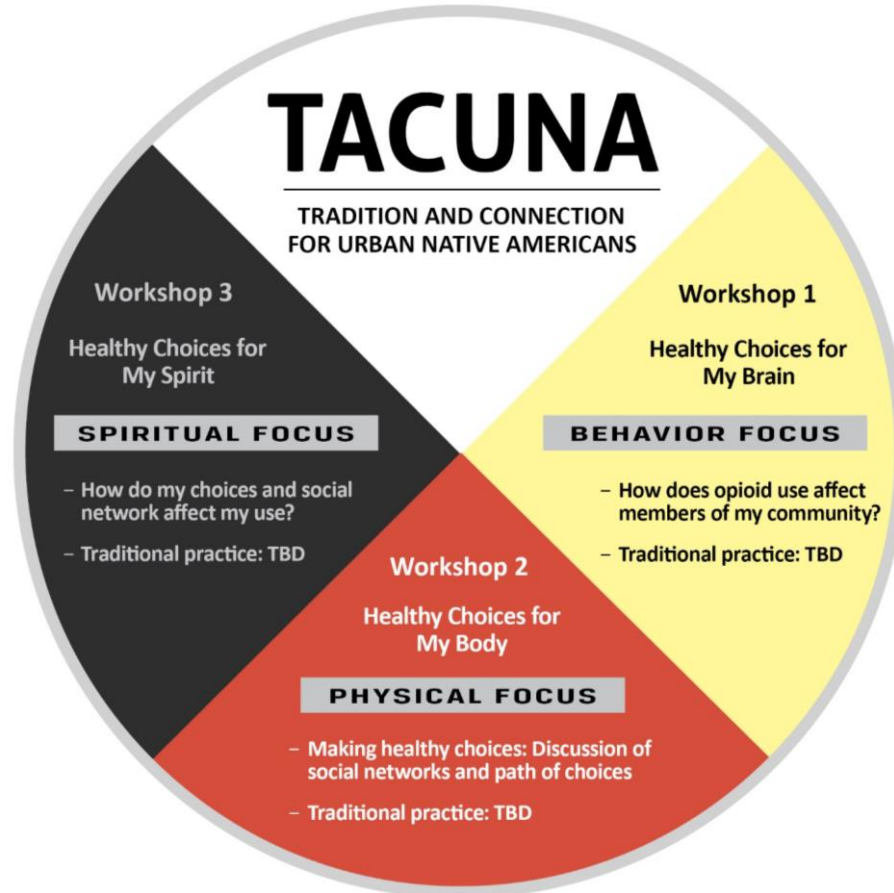 TACUNA
TRADITION AND CONNECTION
FOR URBAN NATIVE AMERICANS
Workshop 1
Healthy Choices for
My Brain
BEHAVIOR FOCUS
– How does opioid use affect
members of my community?
– Traditional practice: TBD
Workshop 2
Healthy Choices for
My Body
PHYSICAL FOCUS
– Making healthy choices: Discussion of
social networks and path of choices
– Traditional practice: TBD
Workshop 3
Healthy Choices for
My Spirit
SPIRITUAL FOCUS
– How do my choices and social
network affect my use?
– Traditional practice: TBD